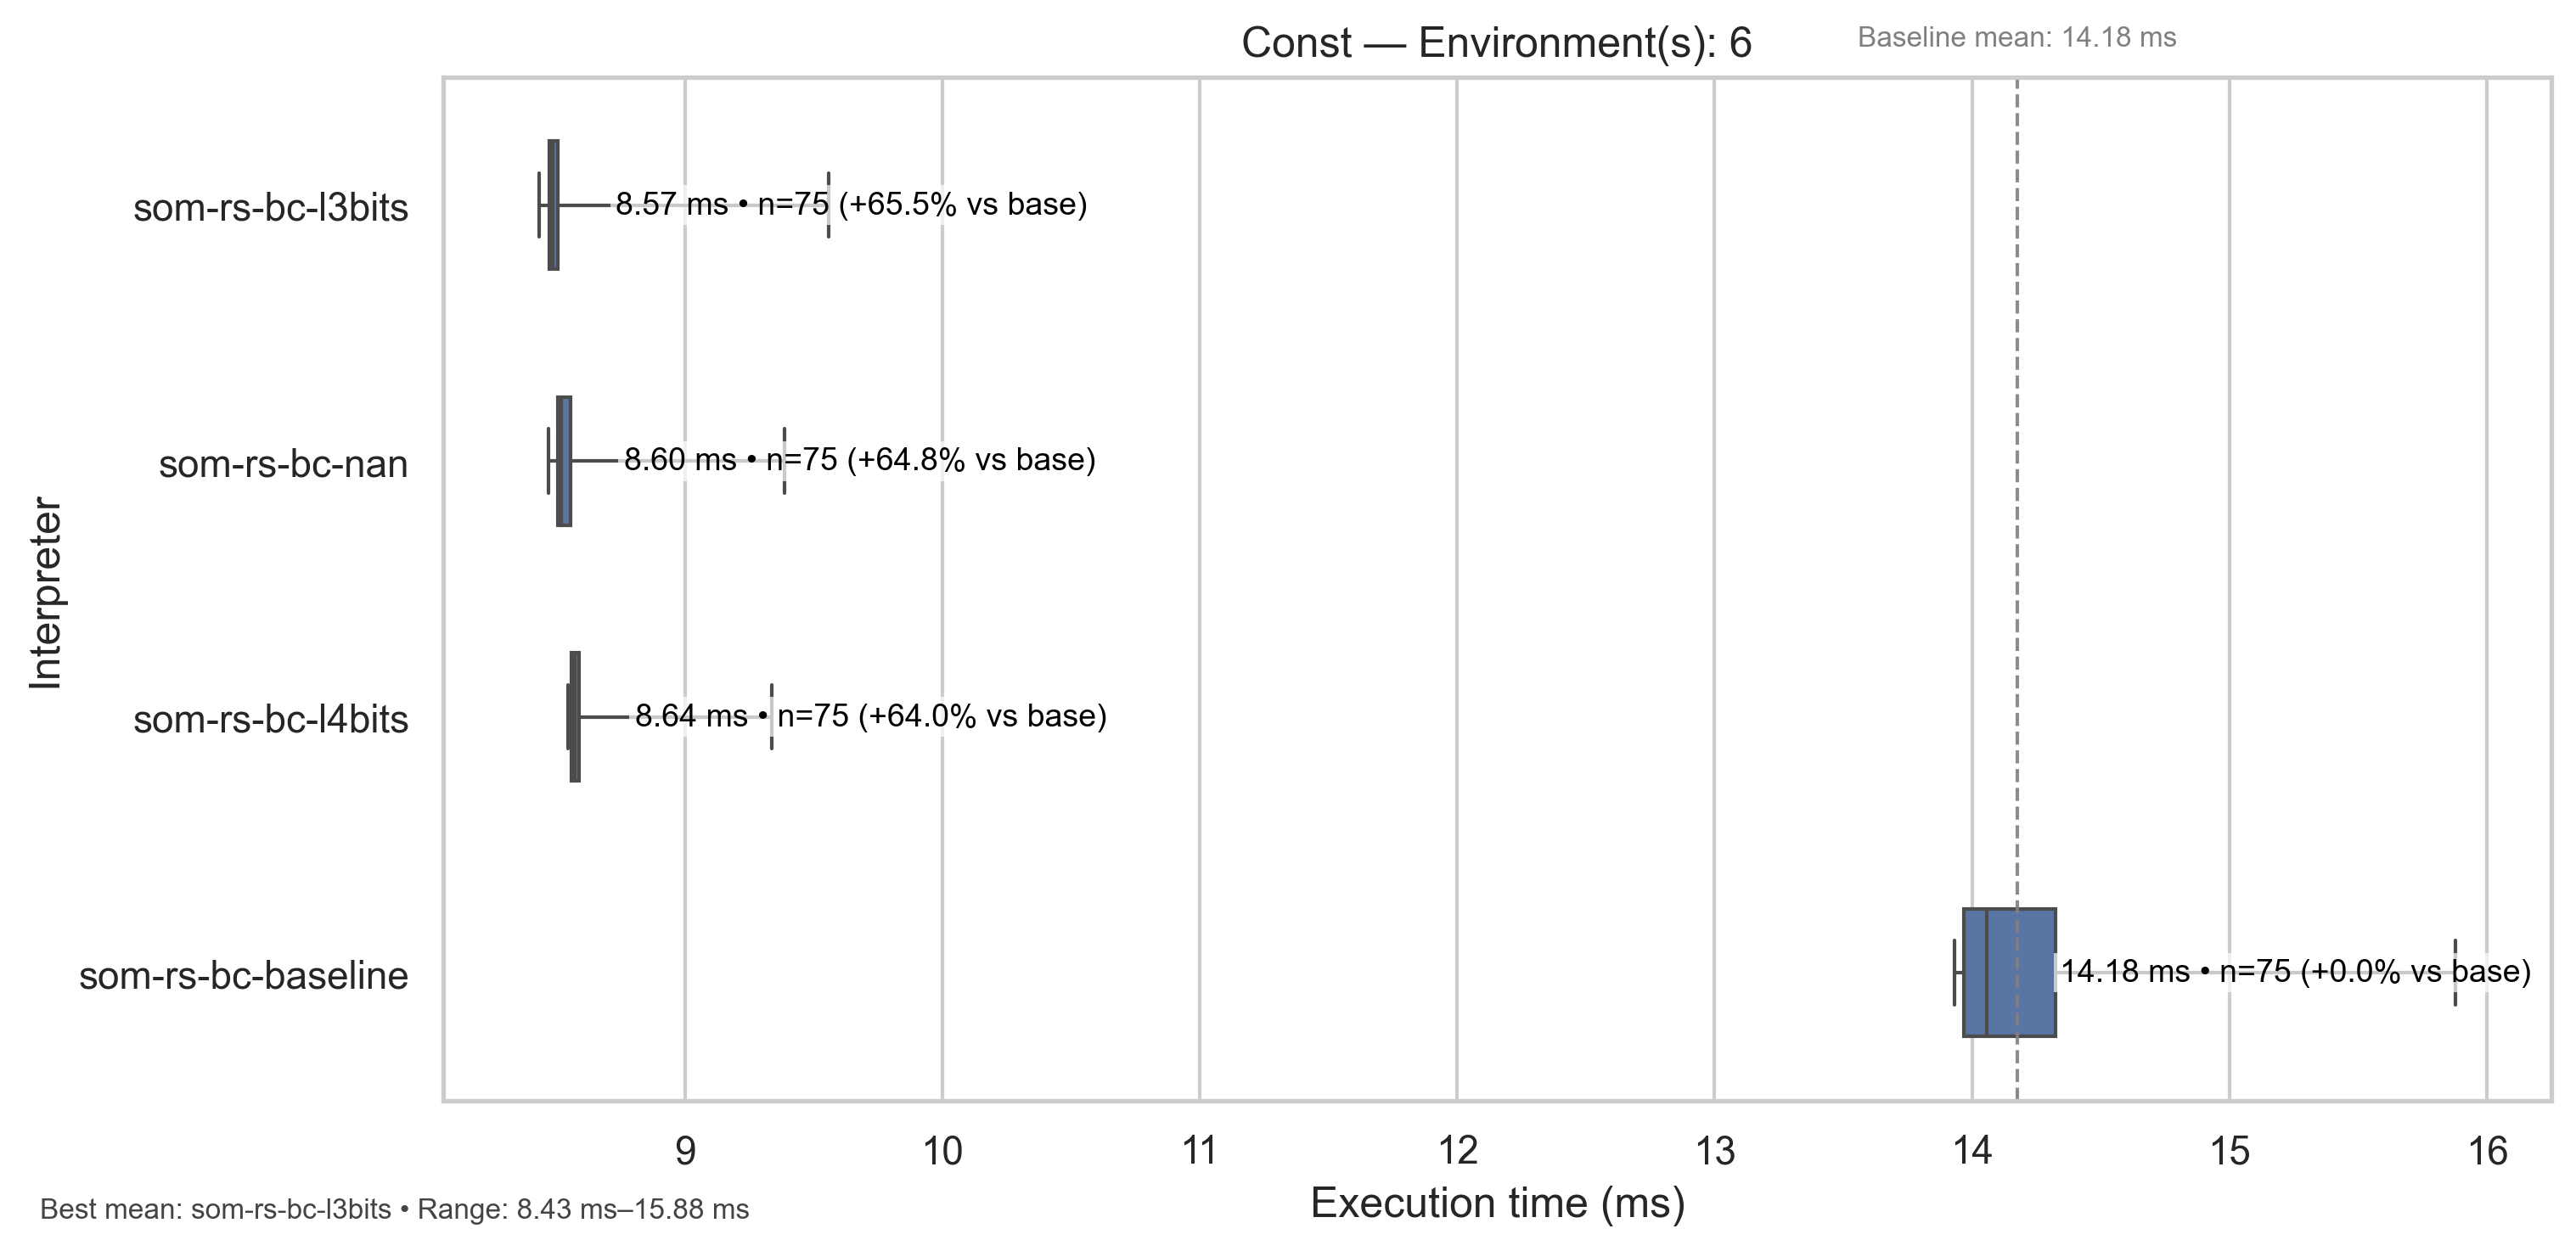 Const — Environment(s): 6
Baseline mean: 14.18 ms
Interpreter
som-rs-bc-l3bits
8.57 ms • n=75 (+65.5% vs base)
som-rs-bc-nan
8.60 ms • n=75 (+64.8% vs base)
som-rs-bc-l4bits
8.64 ms • n=75 (+64.0% vs base)
som-rs-bc-baseline
14.18 ms • n=75 (+0.0% vs base)
9 10 11 12 13 14 15 16
Execution time (ms)
Best mean: som-rs-bc-l3bits • Range: 8.43 ms–15.88 ms